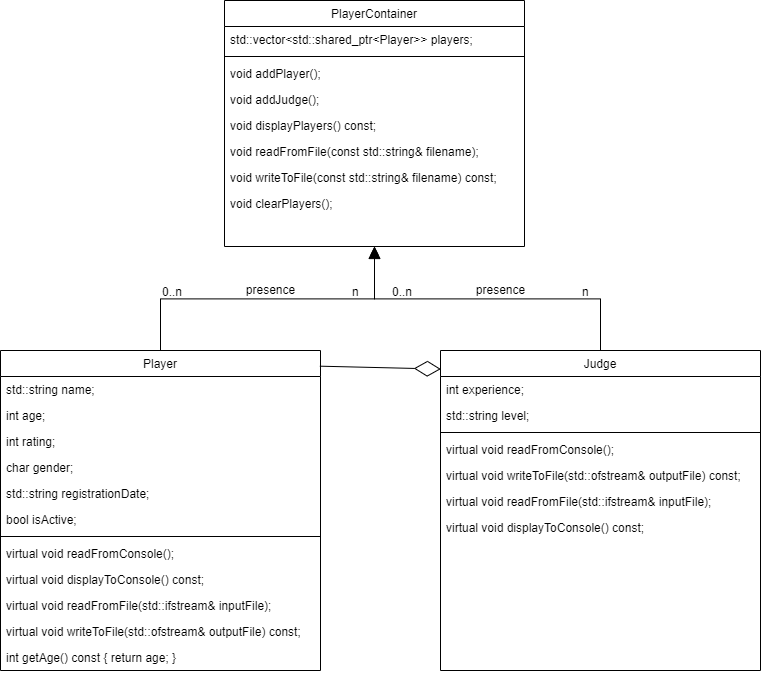 PlayerContainer
std::vector<std::shared_ptr<Player>> players;
void addPlayer();
void addJudge();
void displayPlayers() const;
void readFromFile(const std::string& filename);
void writeToFile(const std::string& filename) const;
void clearPlayers();
0..n presence n 0..n presence n
Player
std::string name;
int age;
int rating;
char gender;
std::string registrationDate;
bool isActive;
virtual void readFromConsole();
virtual void displayToConsole() const;
virtual void readFromFile(std::ifstream& inputFile);
virtual void writeToFile(std::ofstream& outputFile) const;
int getAge() const { return age; }
Judge
int experience;
std::string level;
virtual void readFromConsole();
virtual void writeToFile(std::ofstream& outputFile) const;
virtual void readFromFile(std::ifstream& inputFile);
virtual void displayToConsole() const;